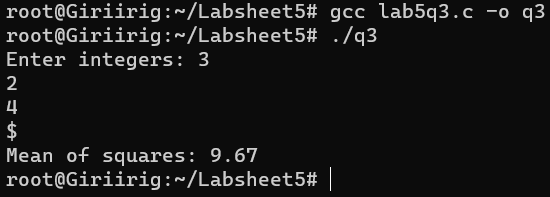 root@Giriirig:~/Labsheet5# gcc lab5q3.c -o q3
root@Giriirig:~/Labsheet5# ./q3
Enter integers: 3
2
4
$
Mean of squares: 9.67
root@Giriirig:~/Labsheet5#